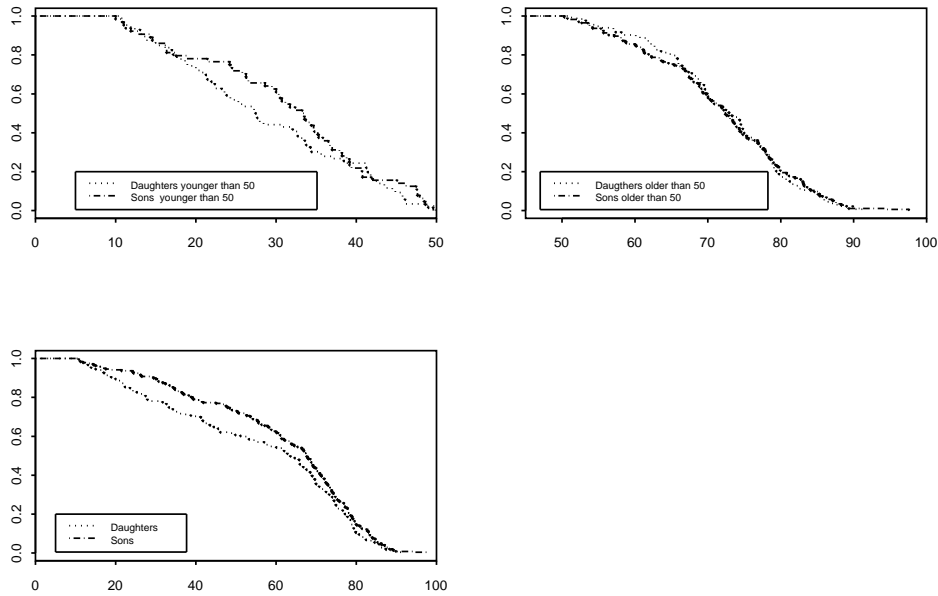 1.0
0.8
0.6
0.4
0.2
0.0
Daughters younger than 50
Sons younger than 50
0 10 20 30 40 50
1.0
0.8
0.6
0.4
0.2
0.0
Daugthers older than 50
Sons older than 50
50 60 70 80 90 100
1.0
0.8
0.6
0.4
0.2
0.0
Daughters
Sons
0 20 40 60 80 100